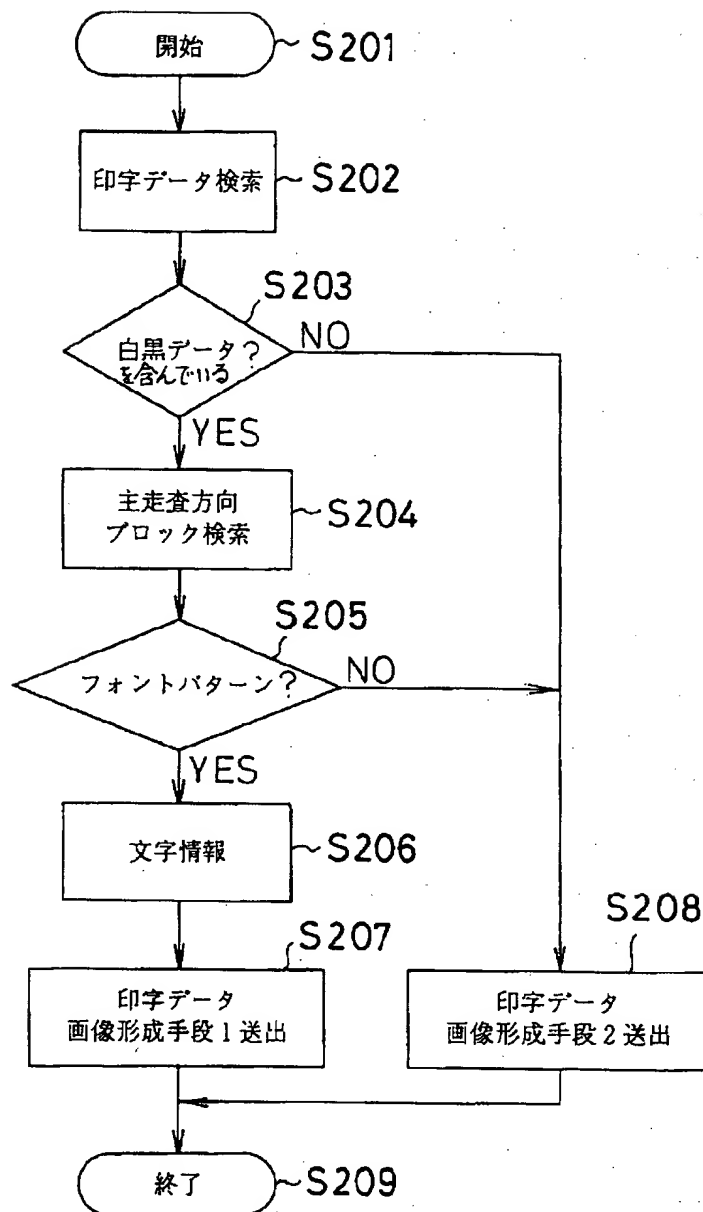 開始
S201
印字データ検索
S202
S203
白黒データ?
を含んでいる
NO
YES
主走査方向
ブロック検索
S204
S205
フォントパターン?
NO
YES
文字情報
S206
S207
印字データ
画像形成手段1送出
S208
印字データ
画像形成手段2送出
終了
S209